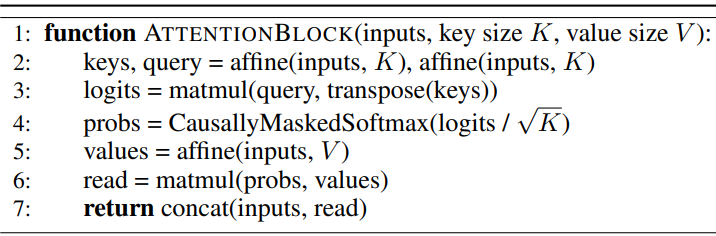 1: function ATTENTIONBLOCK(inputs, key size K, value size V):
2: keys, query = affine(inputs, K), affine(inputs, K)
3: logits = matmul(query, transpose(keys))
4: probs = CausallyMaskedSoftmax(logits / √K)
5: values = affine(inputs, V)
6: read = matmul(probs, values)
7: return concat(inputs, read)